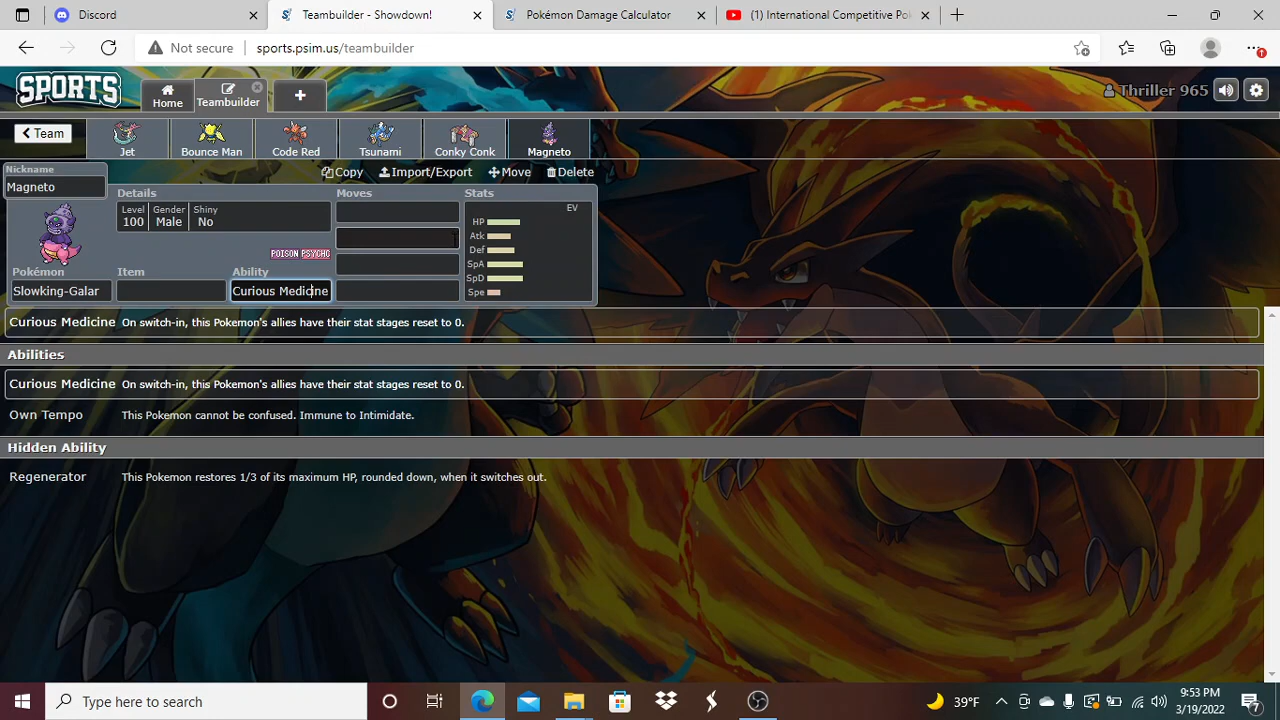 Discord
Teambuilder - Showdown!
Pokémon Damage Calculator
(1) International Competitive Pok
Not secure
sports.psim.us/teambuilder
SPORTS
Home
Teambuilder
Thriller 965
Team
Jet
Bounce Man
Code Red
Tsunami
Conky Conk
Magneto
Nickname
Magneto
Copy
Import/Export
Move
Delete
Details
Moves
Stats
Level
Gender
Shiny
100
Male
No
EV
HP
Atk
Def
SpA
SpD
Spe
POISON
PSYCHC
Pokémon
Item
Ability
Slowking-Galar
Curious Medicine
Curious Medicine On switch-in, this Pokemon's allies have their stat stages reset to 0.
Abilities
Curious Medicine On switch-in, this Pokemon's allies have their stat stages reset to 0.
Own Tempo This Pokemon cannot be confused. Immune to Intimidate.
Hidden Ability
Regenerator This Pokemon restores 1/3 of its maximum HP, rounded down, when it switches out.
Type here to search
39°F
9:53 PM
3/19/2022
7